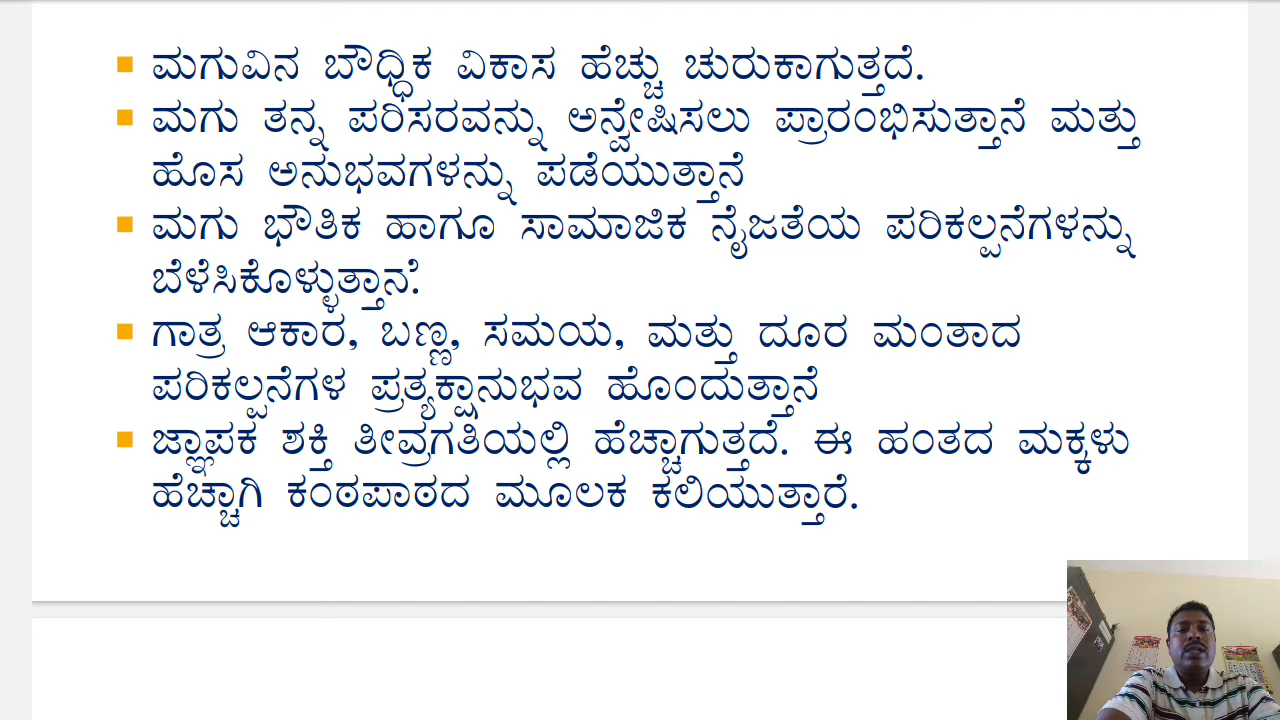 ಮಗುವಿನ ಬೌಧ್ಧಿಕ ವಿಕಾಸ ಹೆಚ್ಚು ಚುರುಕಾಗುತ್ತದೆ.
ಮಗು ತನ್ನ ಪರಿಸರವನ್ನು ಅನ್ವೇಷಿಸಲು ಪ್ರಾರಂಭಿಸುತ್ತಾನೆ ಮತ್ತು
ಹೊಸ ಅನುಭವಗಳನ್ನು ಪಡೆಯುತ್ತಾನೆ
ಮಗು ಭೌತಿಕ ಹಾಗೂ ಸಾಮಾಜಿಕ ನೈಜತೆಯ ಪರಿಕಲ್ಪನೆಗಳನ್ನು
ಬೆಳೆಸಿಕೊಳ್ಳುತ್ತಾನೆ.
ಗಾತ್ರ ಆಕಾರ, ಬಣ್ಣ, ಸಮಯ, ಮತ್ತು ದೂರ ಮಂತಾದ
ಪರಿಕಲ್ಪನೆಗಳ ಪ್ರತ್ಯಕ್ಷಾನುಭವ ಹೊಂದುತ್ತಾನೆ
ಜ್ಞಾಪಕ ಶಕ್ತಿ ತೀವ್ರಗತಿಯಲ್ಲಿ ಹೆಚ್ಚಾಗುತ್ತದೆ. ಈ ಹಂತದ ಮಕ್ಕಳು
ಹೆಚ್ಚಾಗಿ ಕಂಠಪಾಠದ ಮೂಲಕ ಕಲಿಯುತ್ತಾರೆ.